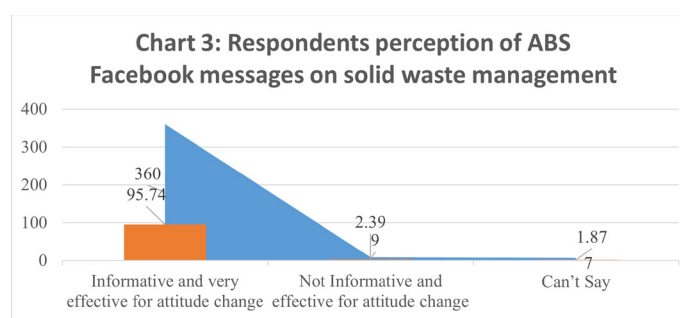 Chart 3: Respondents perception of ABS
Facebook messages on solid waste management
400
300
200
100
0
360
95.74
2.39
9
1.87
7
Informative and very
effective for attitude change
Not Informative and
effective for attitude change
Can't Say